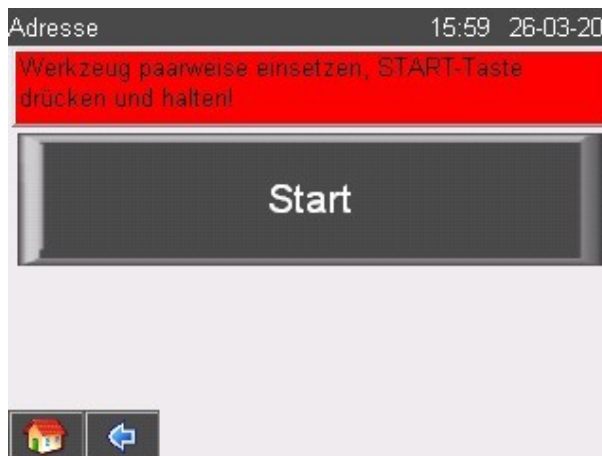 Adresse 15:59 26-03-20
Werkzeug paarweise einsetzen, START-Taste
drücken und halten!
Start